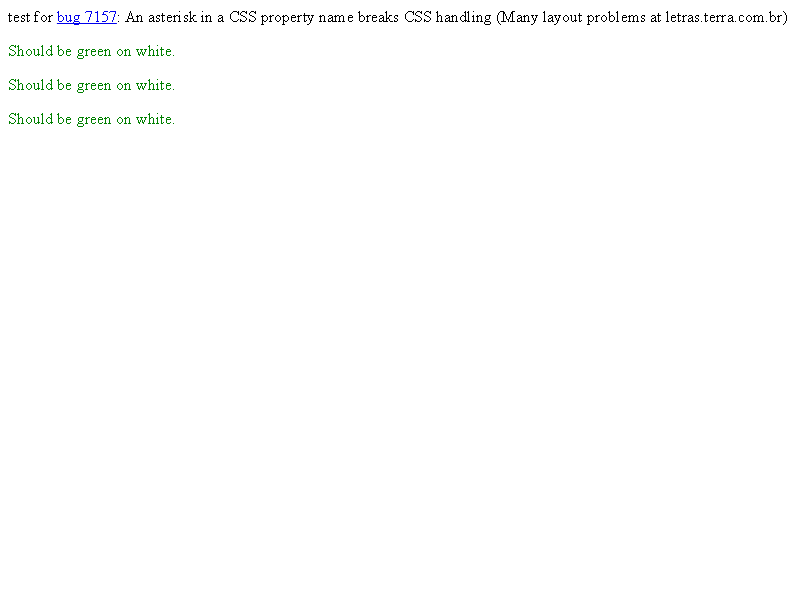 test for bug 7157: An asterisk in a CSS property name breaks CSS handling (Many layout problems at letras.terra.com.br)
Should be green on white.
Should be green on white.
Should be green on white.